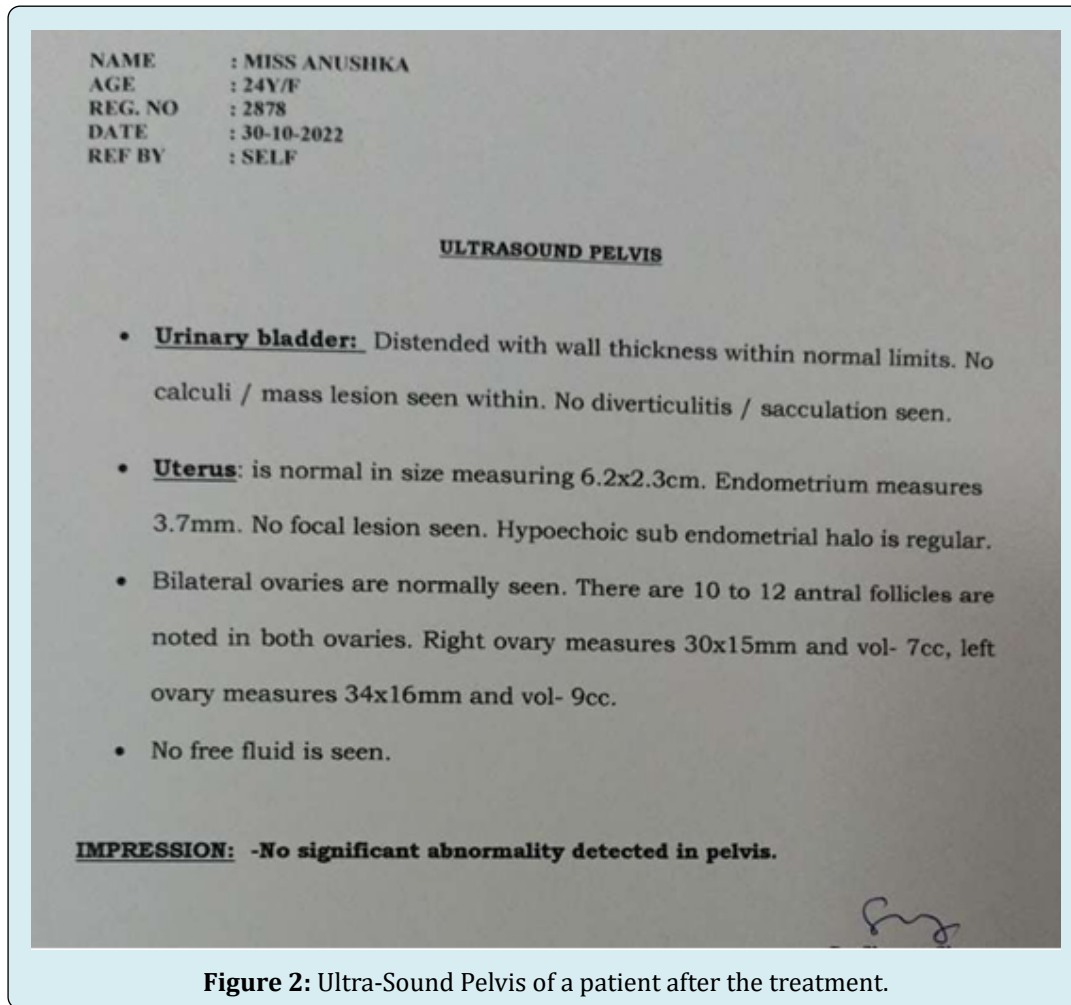 NAME : MISS ANUSHKA
AGE : 24Y/F
REG. NO : 2878
DATE : 30-10-2022
REF BY : SELF
ULTRASOUND PELVIS
• Urinary bladder: Distended with wall thickness within normal limits. No
calculi / mass lesion seen within. No diverticulitis / sacculation seen.
• Uterus: is normal in size measuring 6.2x2.3cm. Endometrium measures
3.7mm. No focal lesion seen. Hypoechoic sub endometrial halo is regular.
• Bilateral ovaries are normally seen. There are 10 to 12 antral follicles are
noted in both ovaries. Right ovary measures 30x15mm and vol- 7cc, left
ovary measures 34x16mm and vol- 9cc.
• No free fluid is seen.
IMPRESSION: -No significant abnormality detected in pelvis.
Figure 2: Ultra-Sound Pelvis of a patient after the treatment.